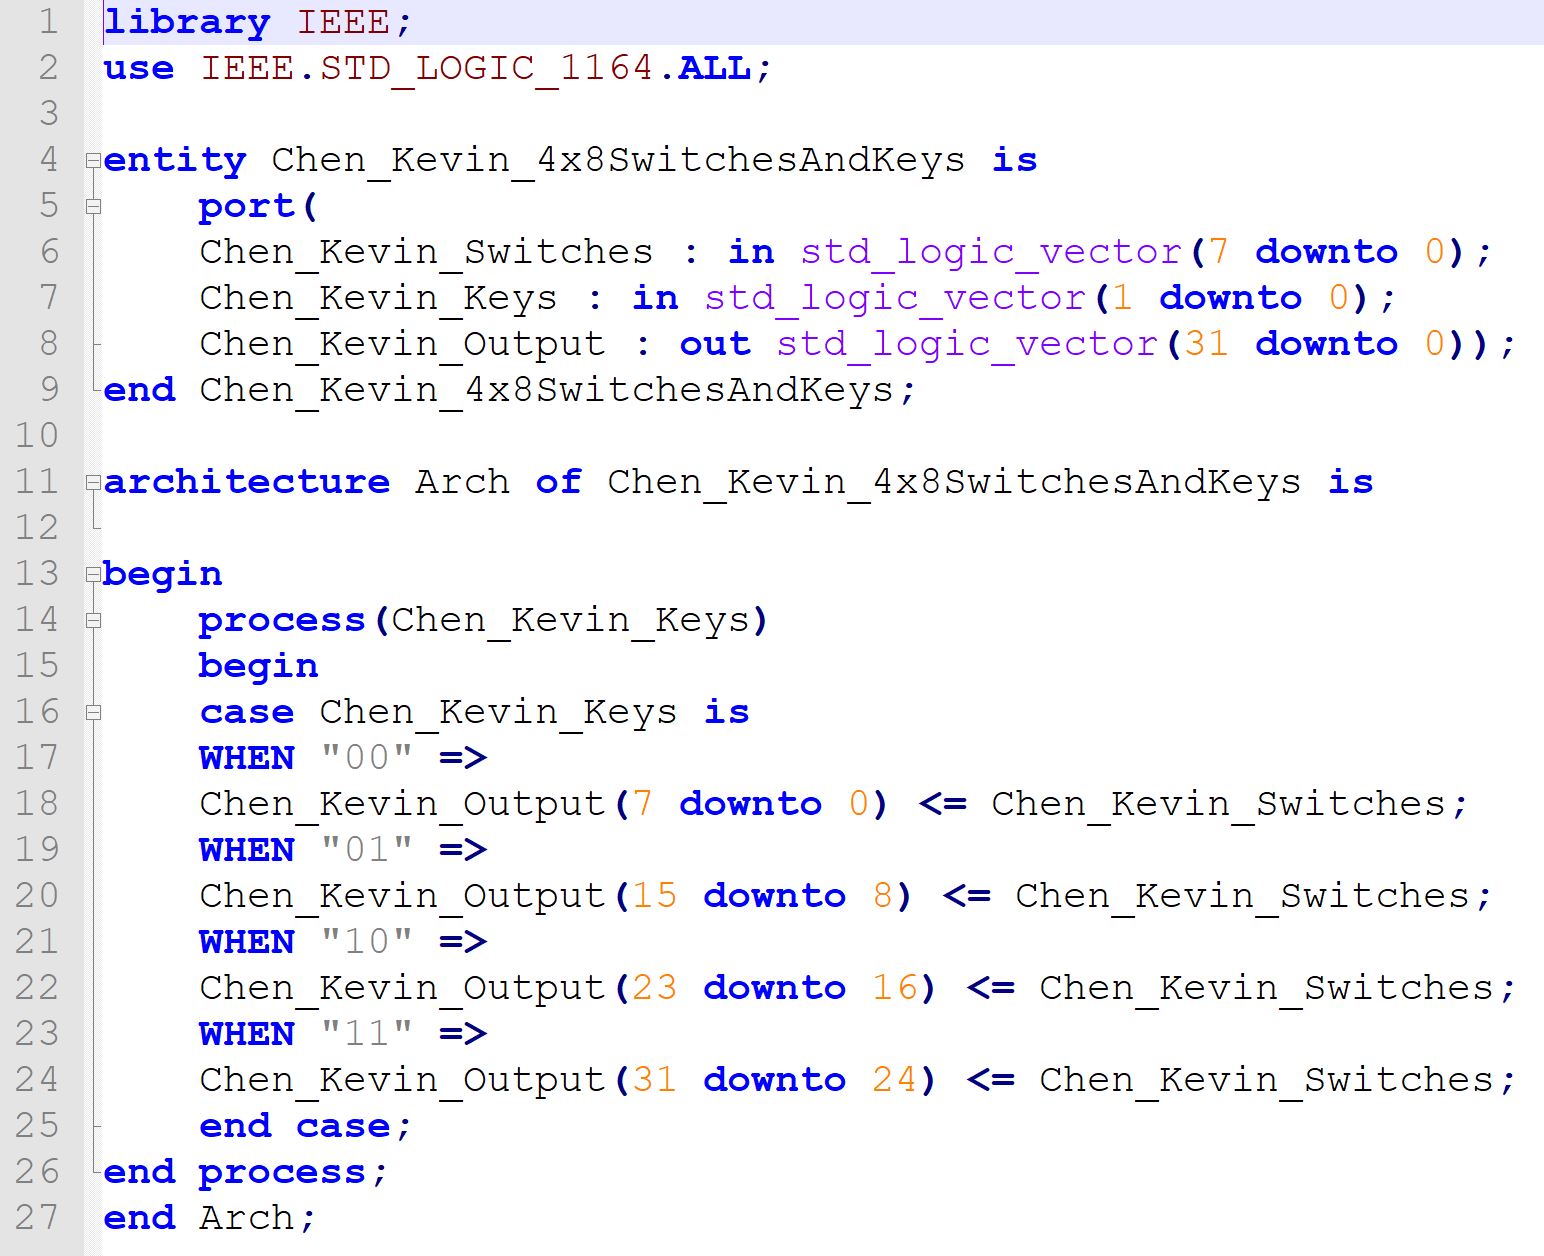 1 library IEEE;
2 use IEEE.STD_LOGIC_1164.ALL;
3
4 entity Chen_Kevin_4x8SwitchesAndKeys is
5 port(
6 Chen_Kevin_Switches : in std_logic_vector(7 downto 0);
7 Chen_Kevin_Keys : in std_logic_vector(1 downto 0);
8 Chen_Kevin_Output : out std_logic_vector(31 downto 0));
9 end Chen_Kevin_4x8SwitchesAndKeys;
10
11 architecture Arch of Chen_Kevin_4x8SwitchesAndKeys is
12
13 begin
14 process(Chen_Kevin_Keys)
15 begin
16 case Chen_Kevin_Keys is
17 WHEN "00" =>
18 Chen_Kevin_Output(7 downto 0) <= Chen_Kevin_Switches;
19 WHEN "01" =>
20 Chen_Kevin_Output(15 downto 8) <= Chen_Kevin_Switches;
21 WHEN "10" =>
22 Chen_Kevin_Output(23 downto 16) <= Chen_Kevin_Switches;
23 WHEN "11" =>
24 Chen_Kevin_Output(31 downto 24) <= Chen_Kevin_Switches;
25 end case;
26 end process;
27 end Arch;